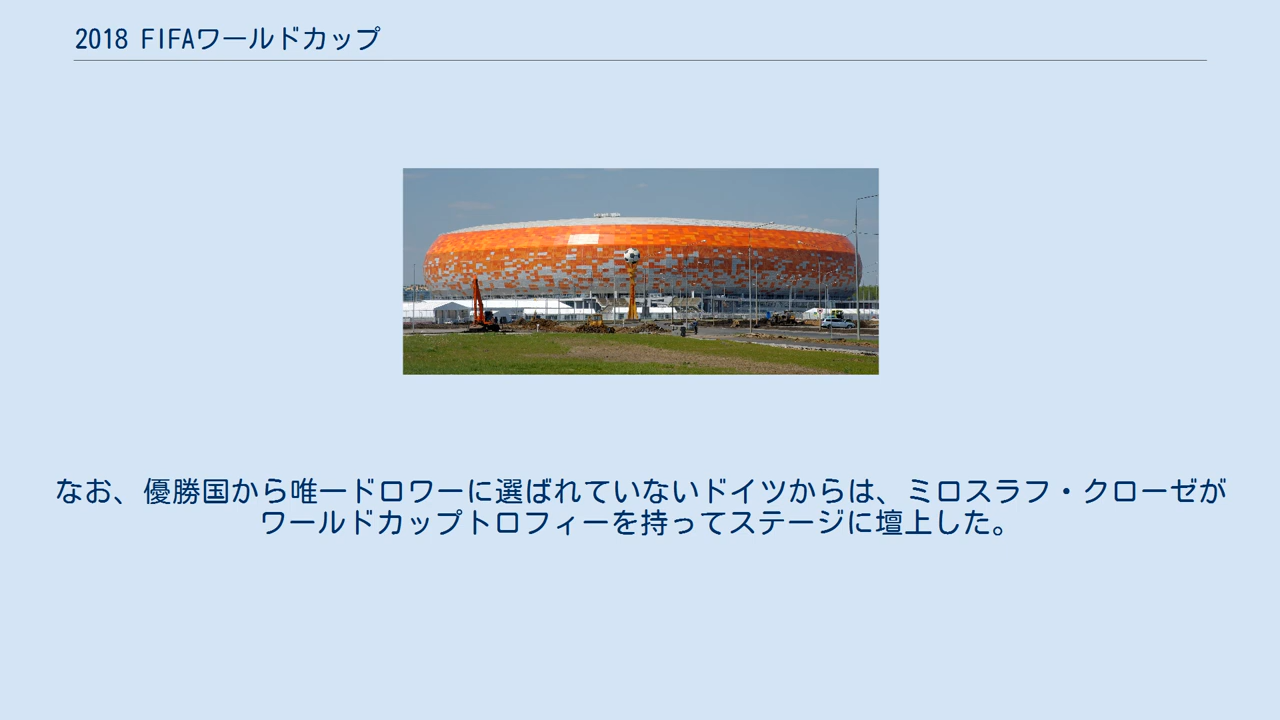 2018 FIFAワールドカップ
なお、優勝国から唯一ドロワーに選ばれていないドイツからは、ミロスラフ・クローゼが
ワールドカップトロフィーを持ってステージに壇上した。